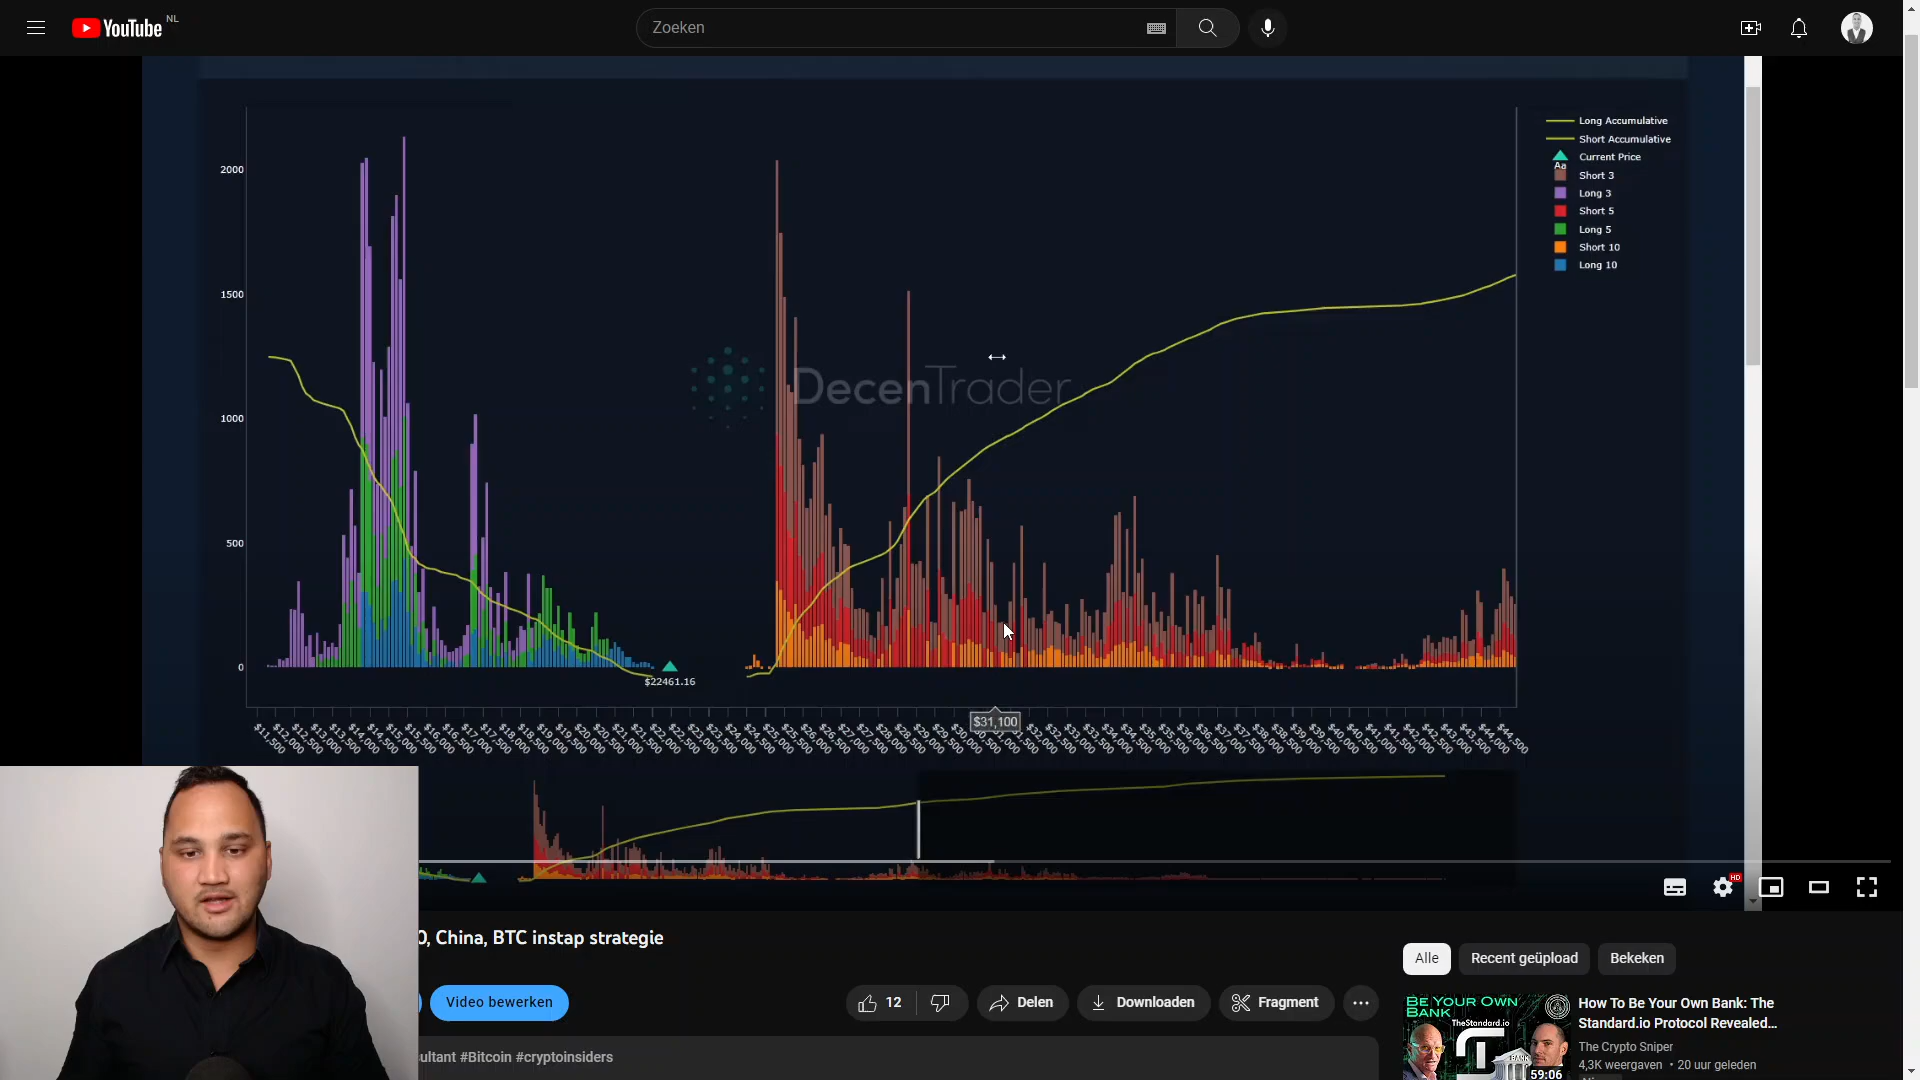 YouTube NL
Zoeken
Long Accumulative
Short Accumulative
Current Price
Aa
Short 3
Long 3
Short 5
Long 5
Short 10
Long 10
2000
1500
1000
500
0
DecenTrader
$22461.16
$31,100
$11,500
$12,000
$12,500
$13,000
$13,500
$14,000
$14,500
$15,000
$15,500
$16,000
$16,500
$17,000
$17,500
$18,000
$18,500
$19,000
$19,500
$20,000
$20,500
$21,000
$21,500
$22,000
$22,500
$23,000
$23,500
$24,000
$24,500
$25,000
$25,500
$26,000
$26,500
$27,000
$27,500
$28,000
$28,500
$29,000
$29,500
$30,000
$32,000
$32,500
$33,000
$33,500
$34,000
$34,500
$35,000
$35,500
$36,000
$36,500
$37,000
$37,500
$38,000
$38,500
$39,000
$39,500
$40,000
$40,500
$41,000
$41,500
$42,000
$42,500
$43,000
$43,500
$44,000
$44,500
HD
0, China, BTC instap strategie
Video bewerken
12
Delen
Downloaden
Fragment
ultant #Bitcoin #cryptoinsiders
Alle
Recent geüpload
Bekeken
BE YOUR OWN
BANK
TheStandard.io
BANK
59:06
How To Be Your Own Bank: The
Standard.io Protocol Revealed...
The Crypto Sniper
4,3K weergaven • 20 uur geleden